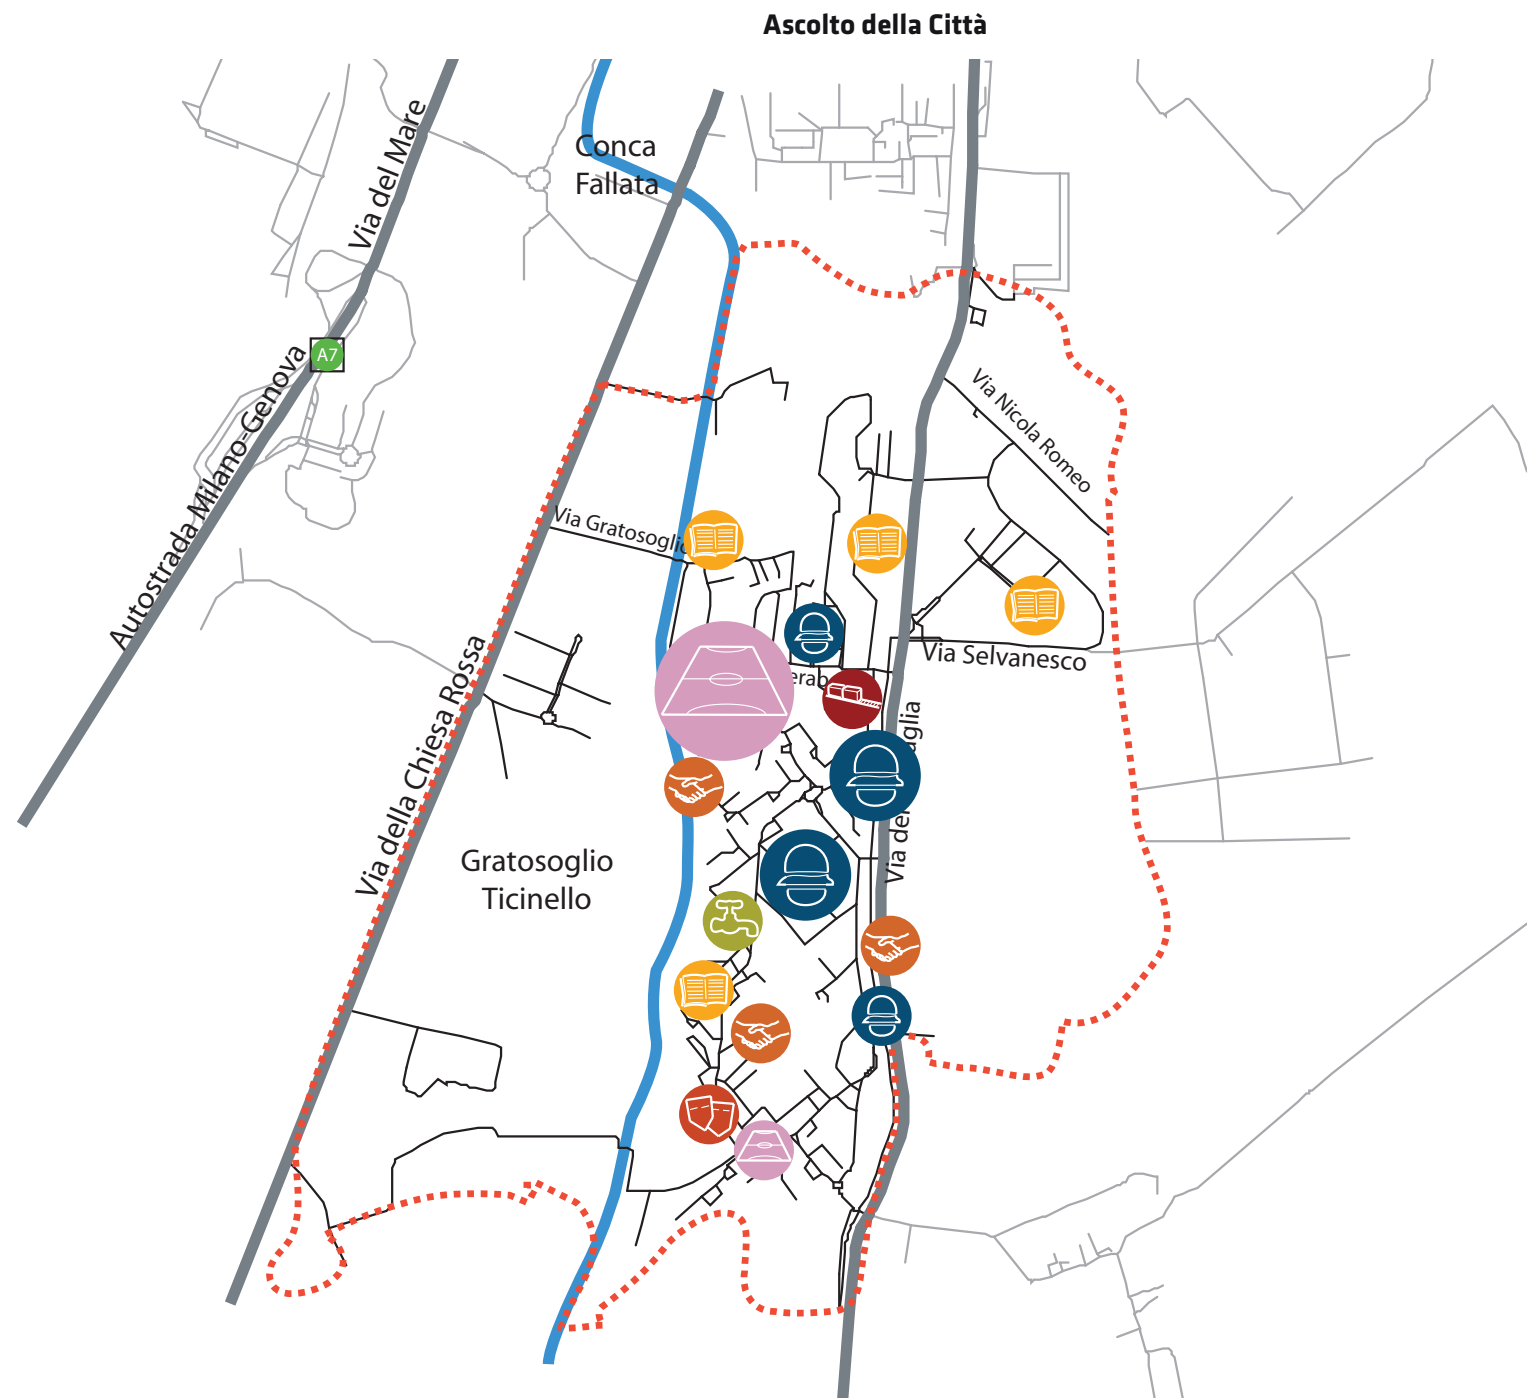 Ascolto della Città
Via del Mare
Conca
Fallata
A7
Autostrada Milano-Genova
Via Nicola Romeo
Via Gratosoglio
Via Selvanesco
Via della Chiesa Rossa
Gratosoglio
Ticinello